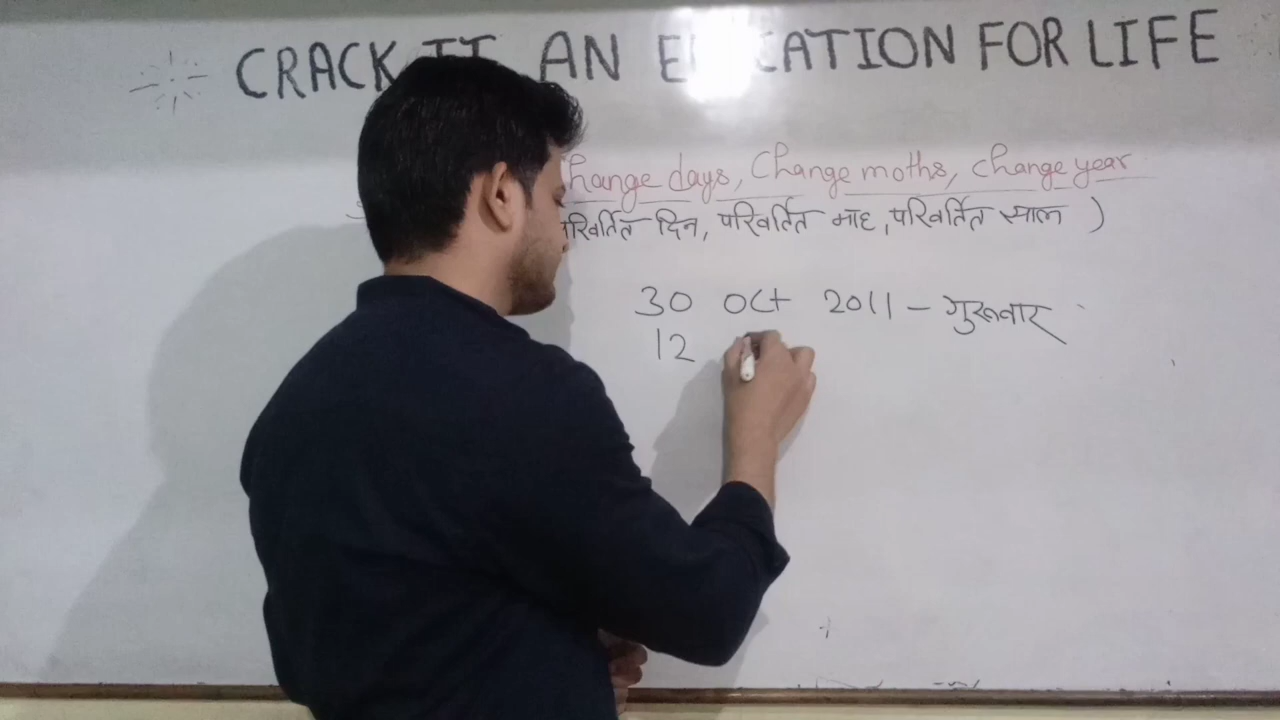 CRACK IT AN FOR LIFE
hange days, Change moths, change year
रिवर्तित दिन, परिवर्तित माह, परिवर्तित साल )
30 Oct 2011 - गुरूवार
12